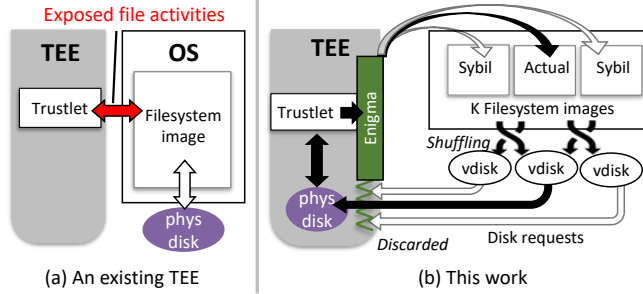 Exposed file activities
TEE
OS
Trustlet
Filesystem
image
phys
disk
(a) An existing TEE
TEE
Trustlet
Enigma
phys
disk
Sybil
Actual
Sybil
K Filesystem images
Shuffling
vdisk
vdisk
vdisk
Discarded
Disk requests
(b) This work